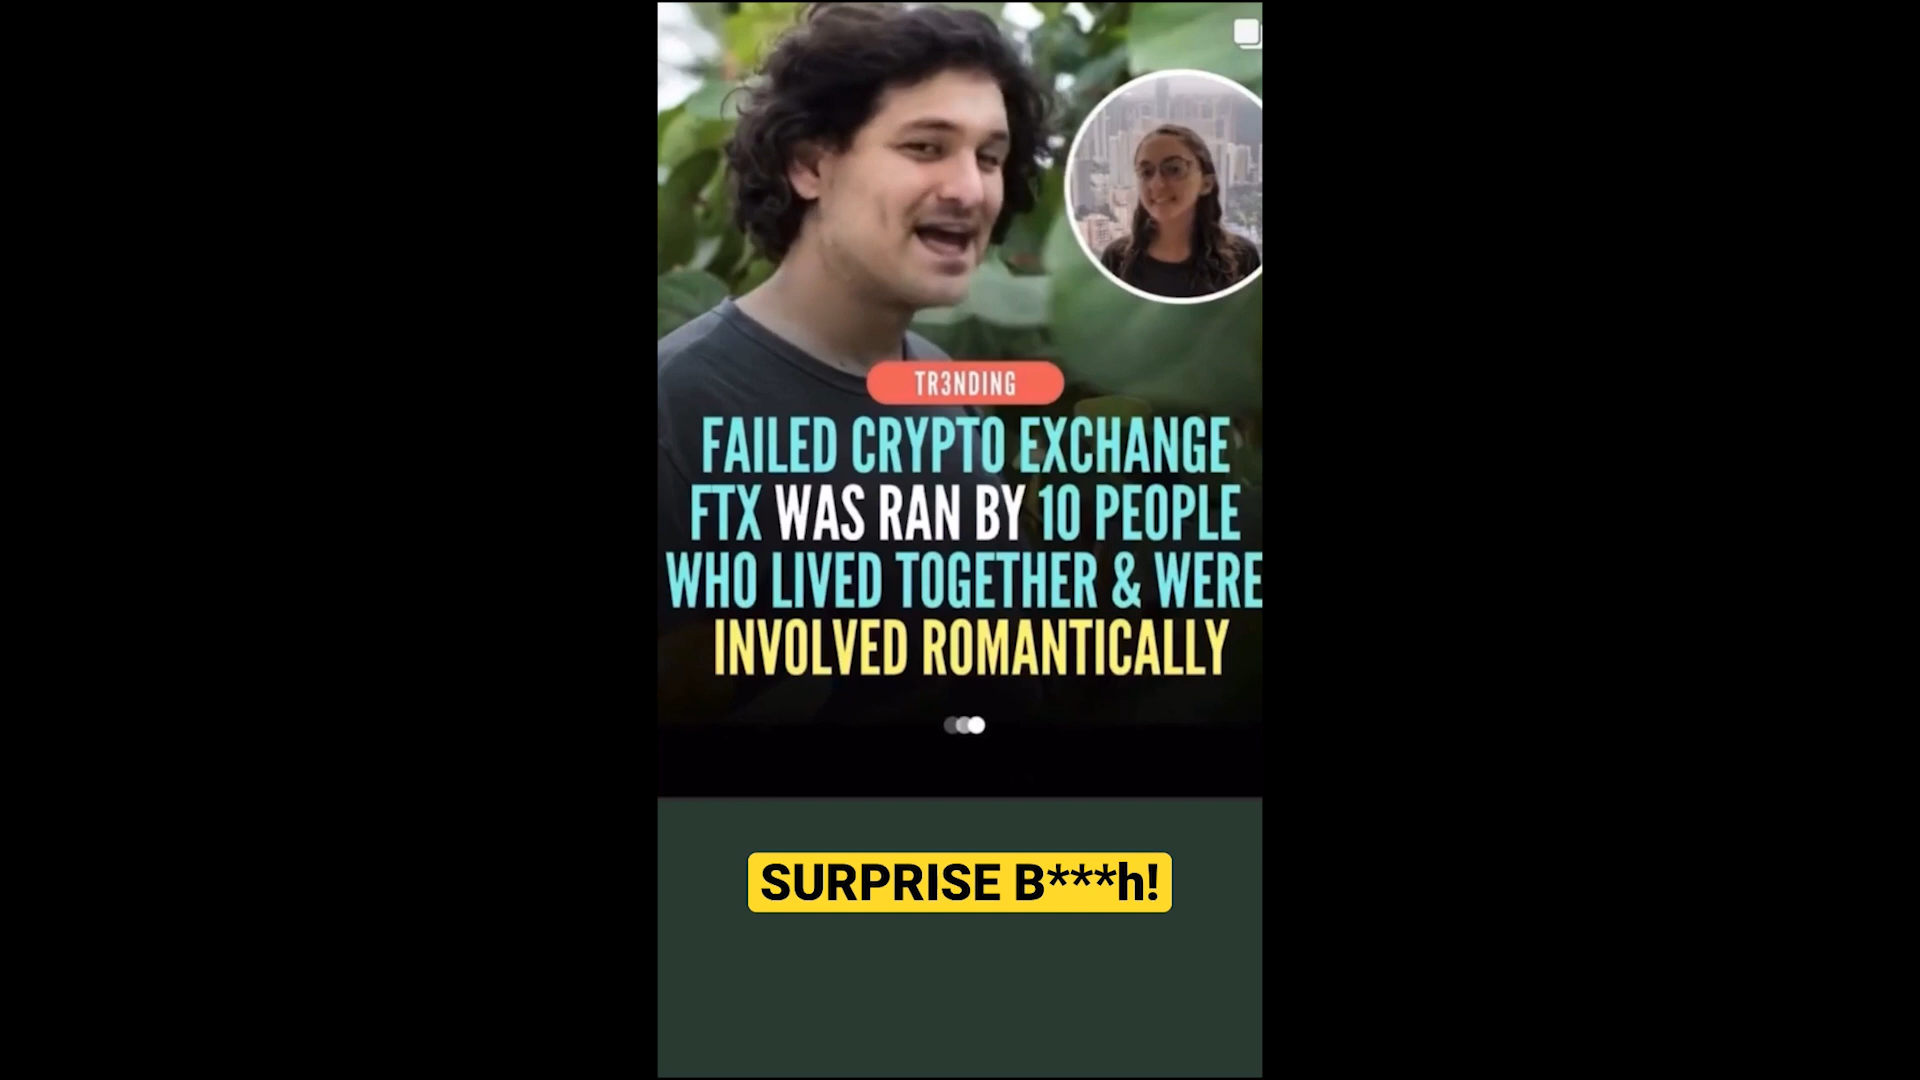 TR3NDING
FAILED CRYPTO EXCHANGE
FTX WAS RAN BY 10 PEOPLE
WHO LIVED TOGETHER & WERE
INVOLVED ROMANTICALLY
SURPRISE B***h!